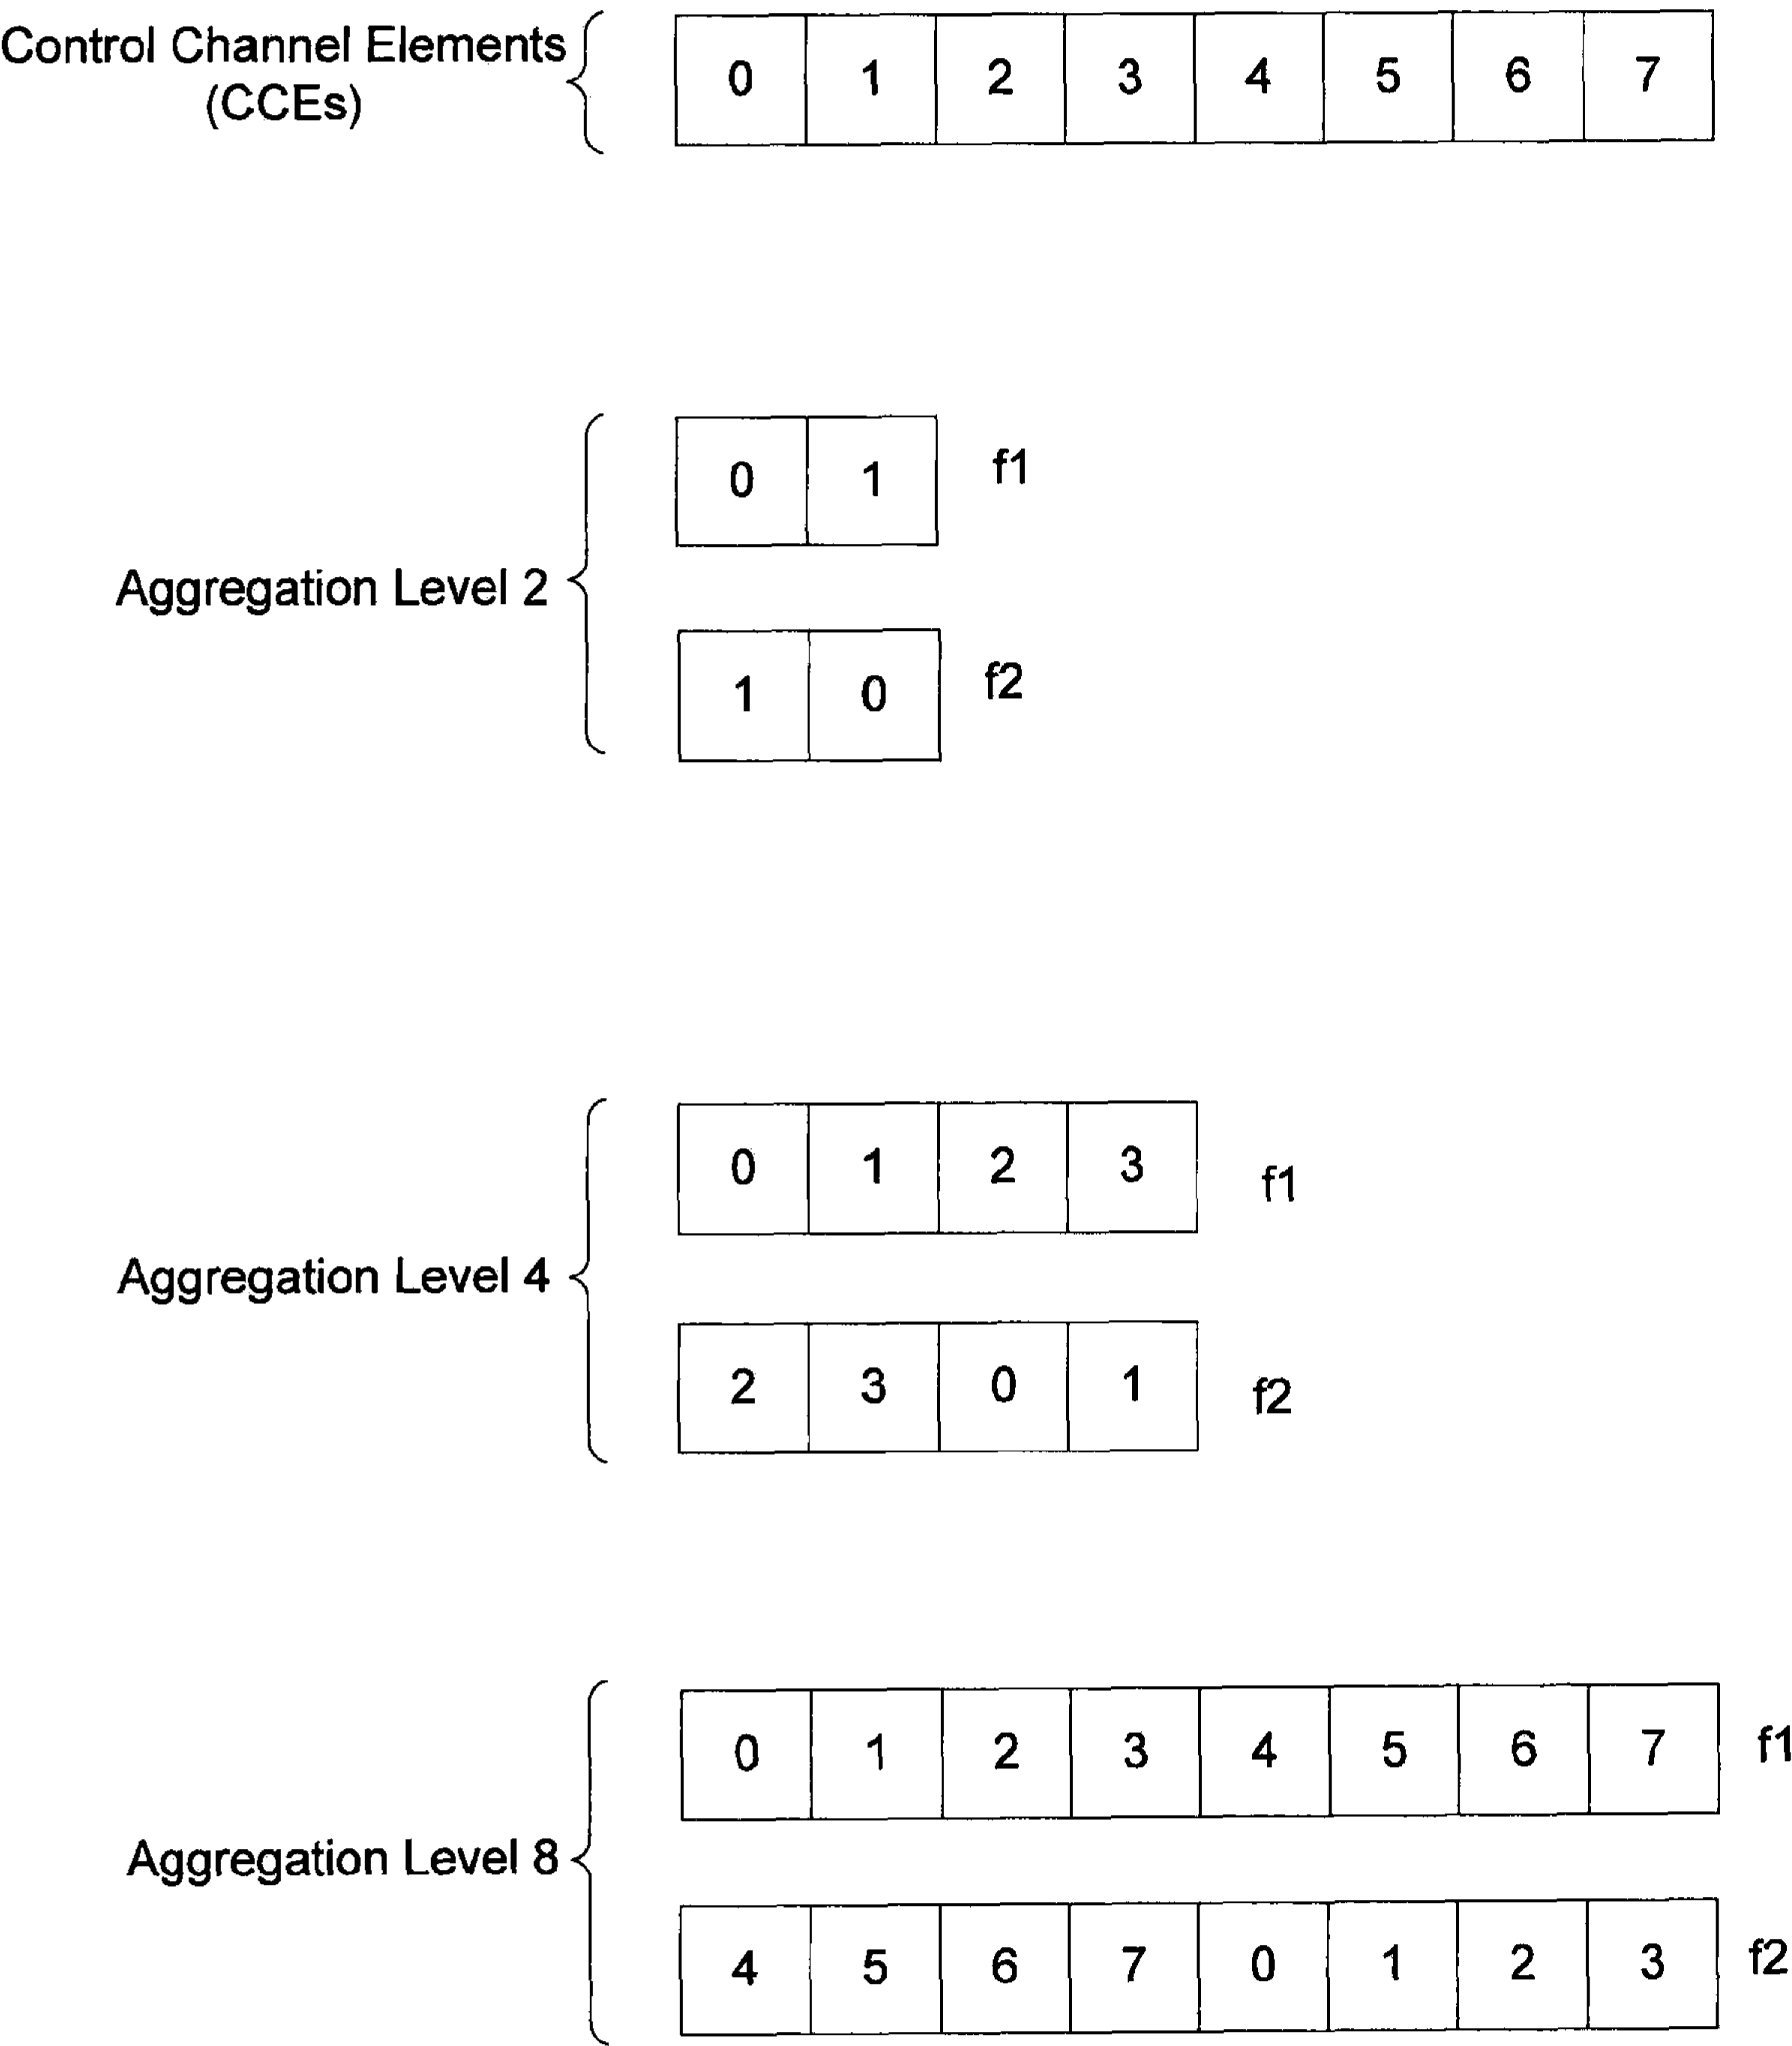 Control Channel Elements
(CCEs)
0 1 2 3 4 5 6 7
Aggregation Level 2
0 1 f1
1 0 f2
Aggregation Level 4
0 1 2 3 f1
2 3 0 1 f2
Aggregation Level 8
0 1 2 3 4 5 6 7 f1
4 5 6 7 0 1 2 3 f2